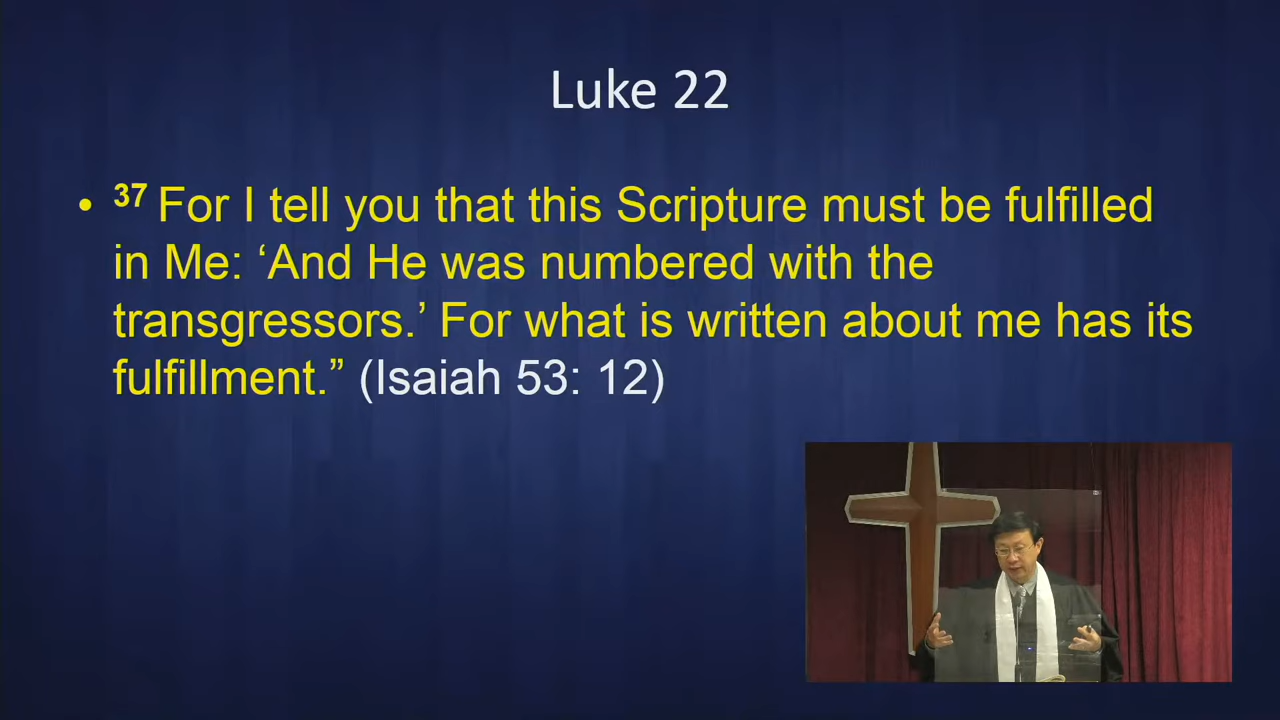 Luke 22
• 37 For I tell you that this Scripture must be fulfilled
in Me: ‘And He was numbered with the
transgressors.’ For what is written about me has its
fulfillment.” (Isaiah 53: 12)